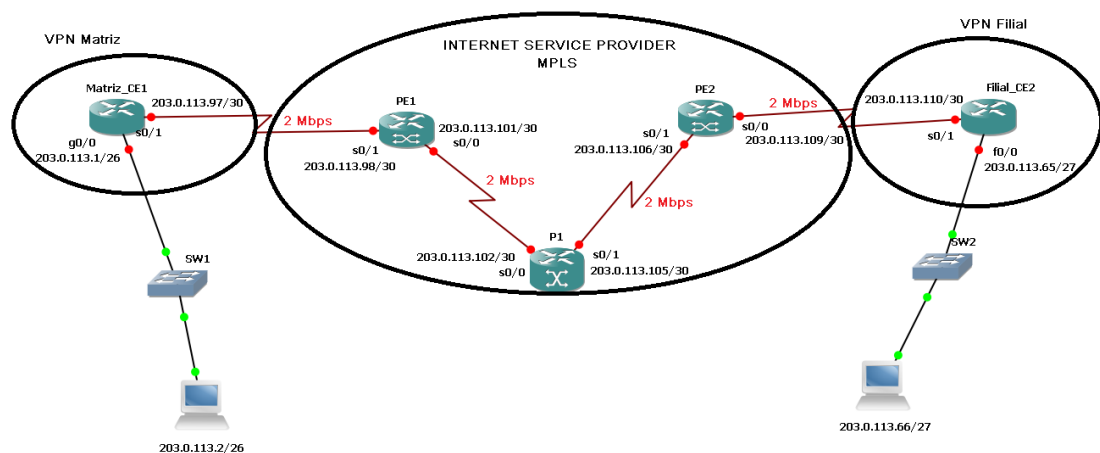 VPN Matriz
Matriz_CE1
203.0.113.97/30
s0/1
g0/0
203.0.113.1/26
2 Mbps
SW1
203.0.113.2/26
INTERNET SERVICE PROVIDER
MPLS
PE1
203.0.113.101/30
s0/0
s0/1
203.0.113.98/30
2 Mbps
P1
203.0.113.102/30
s0/0
s0/1
203.0.113.105/30
2 Mbps
PE2
s0/1
203.0.113.106/30
s0/0
203.0.113.109/30
2 Mbps
VPN Filial
203.0.113.110/30
Filial_CE2
s0/1
f0/0
203.0.113.65/27
SW2
203.0.113.66/27